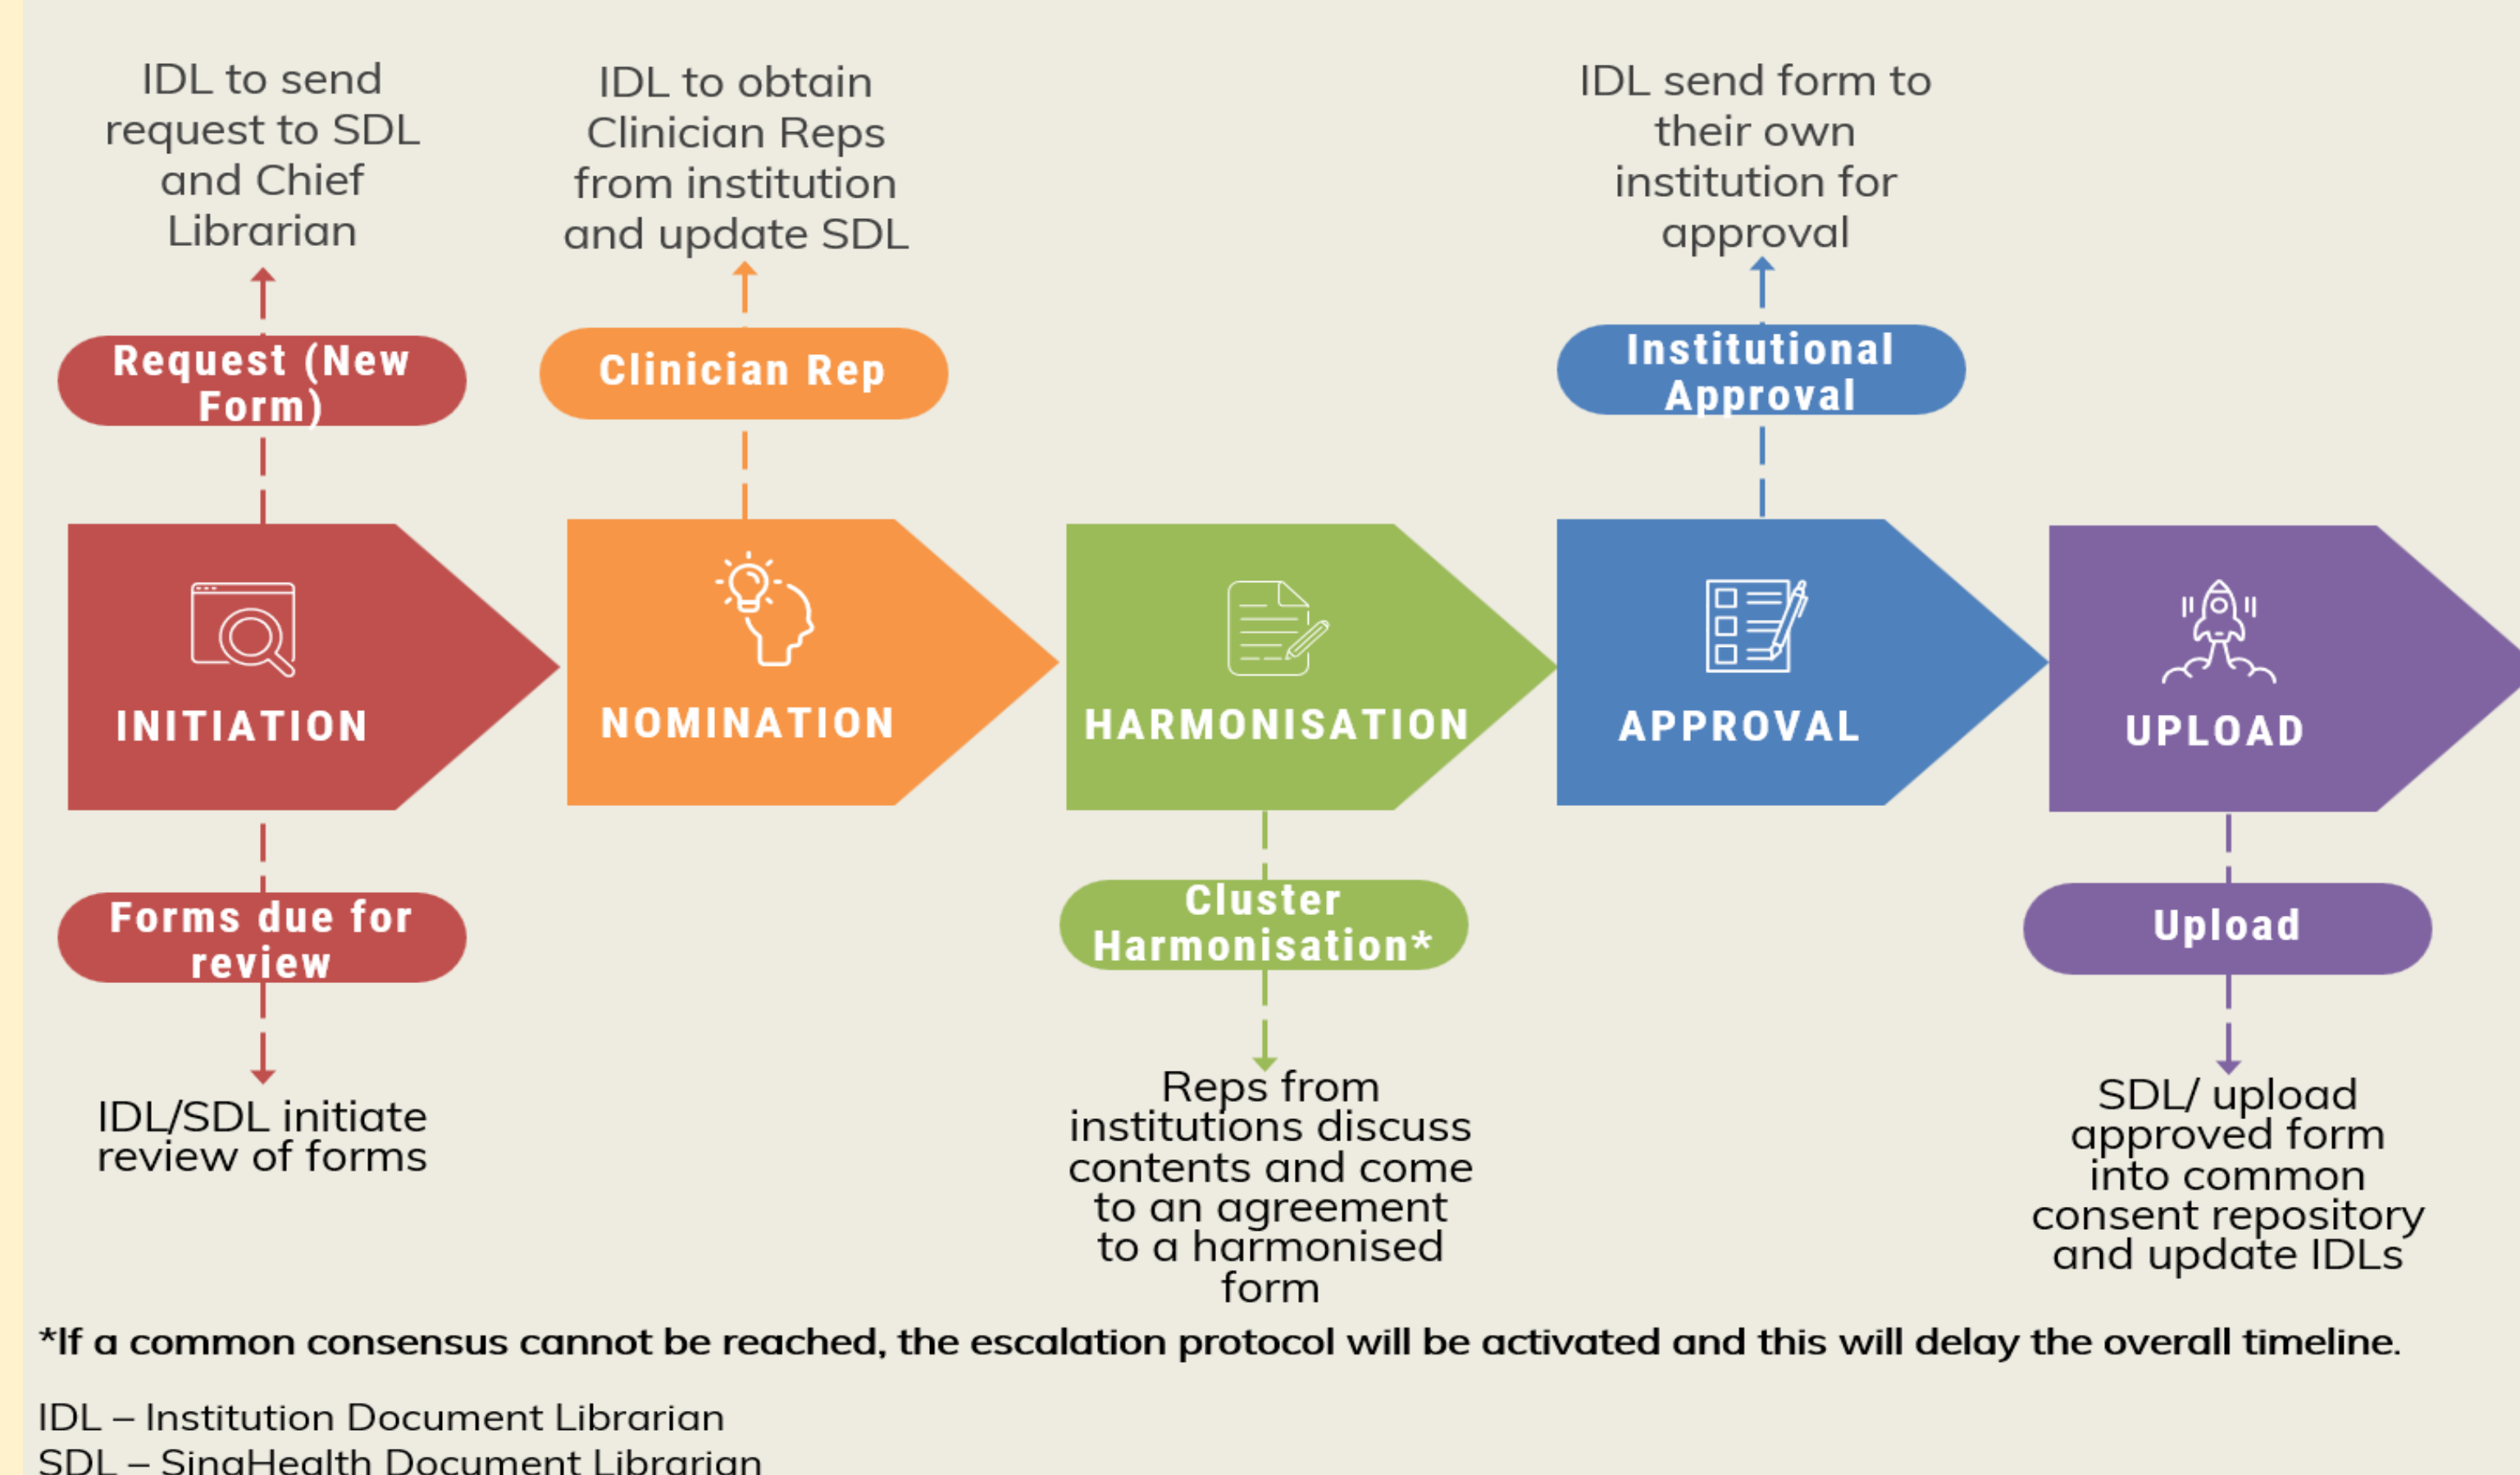 IDL to send
request to SDL
and Chief
Librarian
IDL to obtain
Clinician Reps
from institution
and update SDL
IDL send form to
their own
institution for
approval
Request (New
Form)
Clinician Rep
Institutional
Approval
INITIATION
NOMINATION
HARMONISATION
APPROVAL
UPLOAD
Forms due for
review
Cluster
Harmonisation*
Upload
IDL/SDL initiate
review of forms
Reps from
institutions discuss
contents and come
to an agreement
to a harmonised
form
SDL/ upload
approved form
into common
consent repository
and update IDLs
*If a common consensus cannot be reached, the escalation protocol will be activated and this will delay the overall timeline.
IDL – Institution Document Librarian
SDL – SingHealth Document Librarian